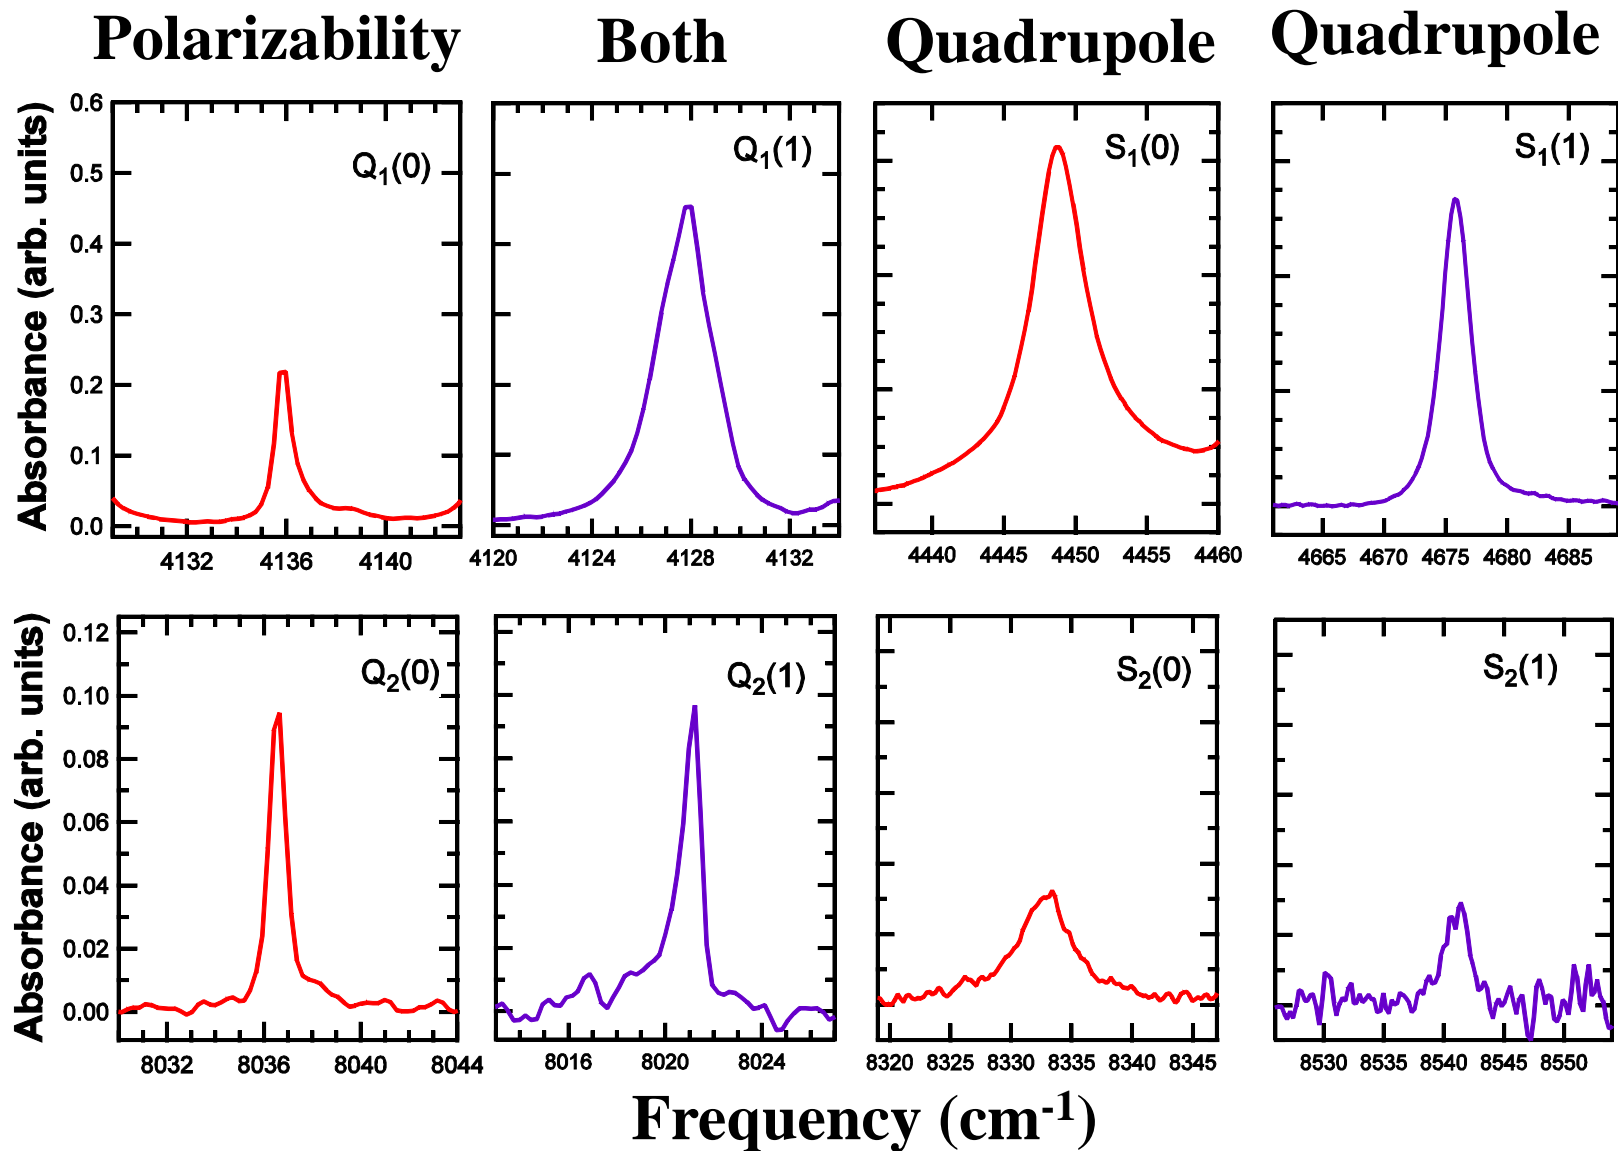 Polarizability Both Quadrupole Quadrupole
Absorbance (arb. units)
0.6
0.5
0.4
0.3
0.2
0.1
0.0
Q1(0)
4132 4136 4140
Q1(1)
4120 4124 4128 4132
S1(0)
4440 4445 4450 4455 4460
S1(1)
4665 4670 4675 4680 4685
Absorbance (arb. units)
0.12
0.10
0.08
0.06
0.04
0.02
0.00
Q2(0)
8032 8036 8040 8044
Q2(1)
8016 8020 8024
S2(0)
8320 8325 8330 8335 8340 8345
S2(1)
8530 8535 8540 8545 8550
Frequency (cm-1)